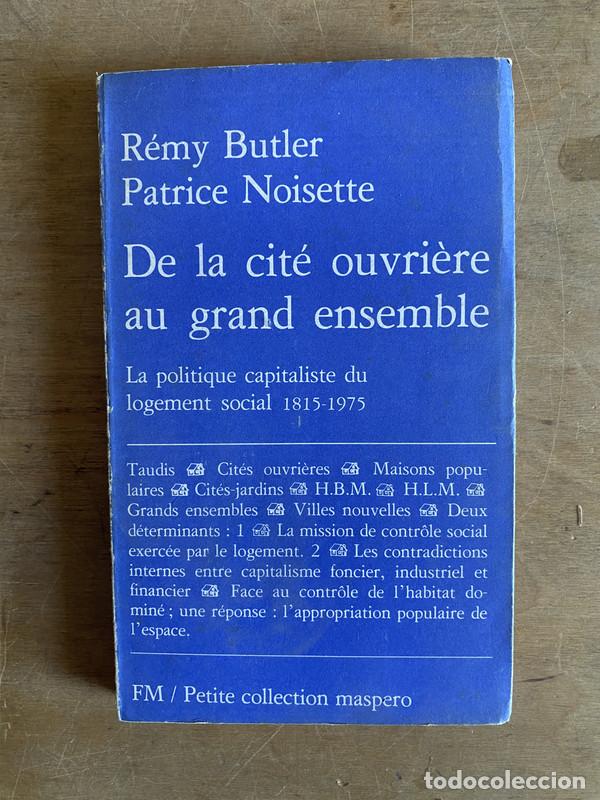 Rémy Butler
Patrice Noisette
De la cité ouvrière
au grand ensemble
La politique capitaliste du
logement social 1815-1975
Taudis Cités ouvrières Maisons popu-
laires Cités-jardins H.B.M. H.L.M.
Grands ensembles Villes nouvelles Deux
déterminants : 1 La mission de contrôle social
exercée par le logement. 2 Les contradictions
internes entre capitalisme foncier, industriel et
financier Face au contrôle de l'habitat do-
miné ; une réponse : l'appropriation populaire de
l'espace.
FM / Petite collection maspero
todocoleccion